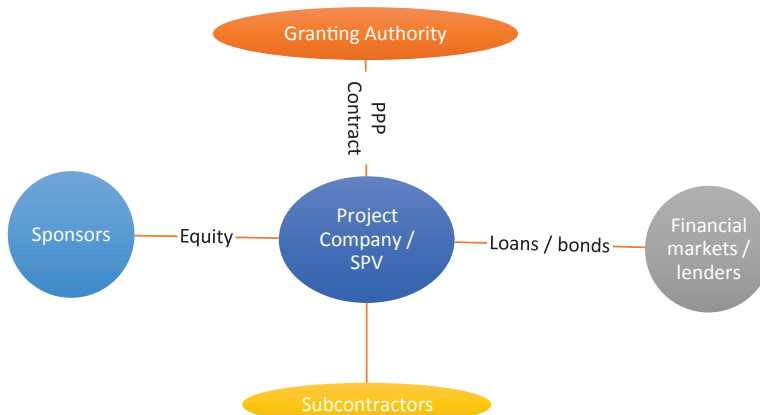 Granting Authority
PPP
Contract
Sponsors
Equity
Project
Company /
SPV
Loans / bonds
Financial
markets /
lenders
Subcontractors